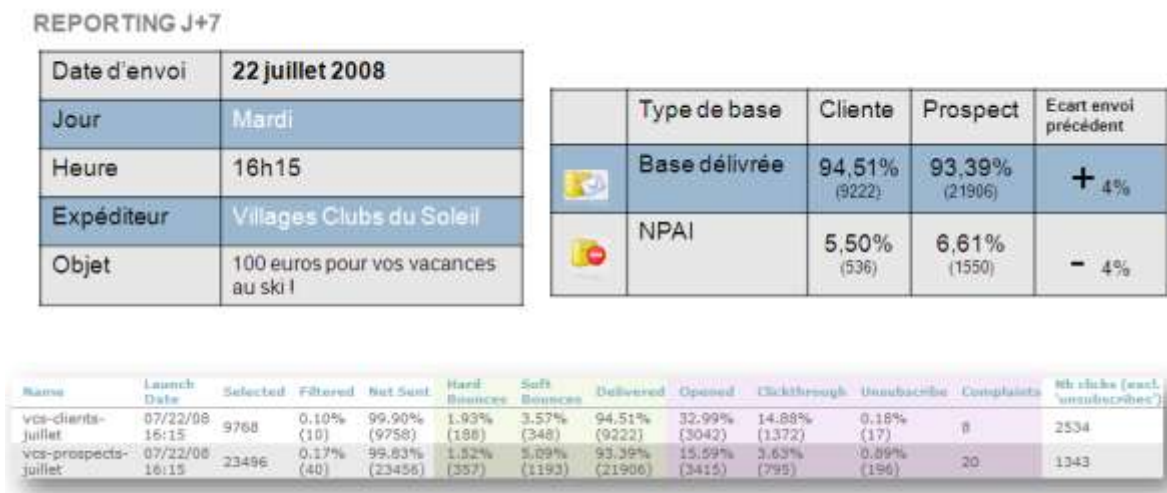 REPORTING J+7
Date d'envoi 22 juillet 2008
Jour Mardi
Heure 16h15
Expéditeur Villages Clubs du Soleil
Objet 100 euros pour vos vacances
au ski !
Type de base Cliente Prospect Ecart envoi
précédent
Base délivrée 94,51% 93,39% + 4%
(9222) (21906)
NPAI 5,50% 6,61% - 4%
(536) (1550)
Name Launch Date Selected Filtered Net Sent Hard Bounces Soft Bounces Delivered Opened Clickthrough Unsubscribe Complaints Nb clicks (excl. 'unsubscribes')
vcs-clients- 07/22/08 9768 0.10% 99.90% 1.93% 3.57% 94.51% 32.99% 14.88% 0.18% 8 2534
juillet 16:15 (10) (9758) (188) (348) (9222) (3042) (1372) (17)
vcs-prospects- 07/22/08 23496 0.17% 99.83% 1.52% 5.09% 93.39% 15.59% 3.63% 0.89% 20 1343
juillet 16:15 (40) (23456) (357) (1193) (21906) (3415) (795) (196)